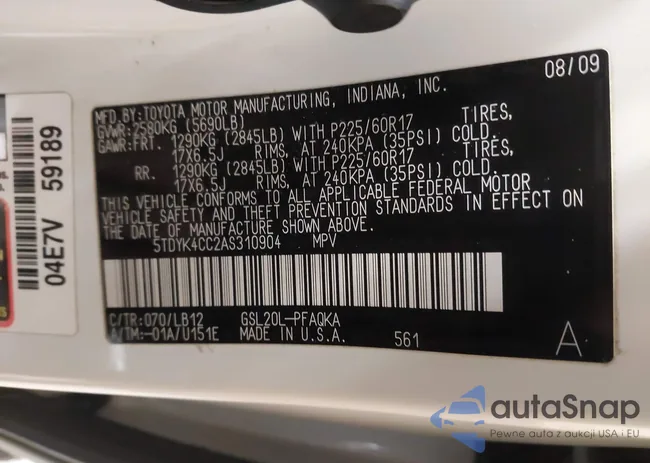 08/09
MFD.BY:TOYOTA MOTOR MANUFACTURING, INDIANA, INC.
GVWR:2580KG (5690LB)
GAWR:FRT. 1290KG (2845LB) WITH P225/60R17 TIRES,
17X6.5J RIMS, AT 240KPA (35PSI) COLD.
RR. 1290KG (2845LB) WITH P225/60R17 TIRES,
17X6.5J RIMS, AT 240KPA (35PSI) COLD.
THIS VEHICLE CONFORMS TO ALL APPLICABLE FEDERAL MOTOR
VEHICLE SAFETY AND THEFT PREVENTION STANDARDS IN EFFECT ON
THE DATE OF MANUFACTURE SHOWN ABOVE.
5TDYK4CC2AS310904 MPV
C/TR:070/LB12 GSL20L-PFAQKA
A/TM:-01A/U151E MADE IN U.S.A. 561 A
04E7V 59189
autaSnap
Pewne auta z aukcji USA i EU